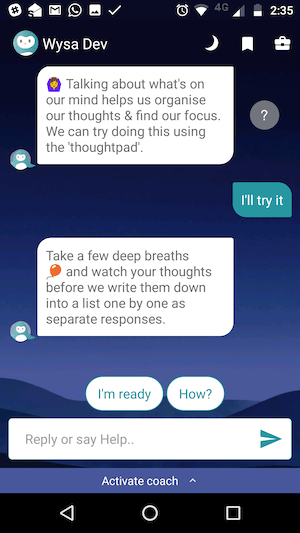 4G 2:35
Wysa Dev
🙆‍♀️ Talking about what's on
our mind helps us organise
our thoughts & find our focus.
We can try doing this using
the 'thoughtpad'.
?
I'll try it
Take a few deep breaths
🎈 and watch your thoughts
before we write them down
into a list one by one as
separate responses.
I'm ready How?
Reply or say Help..
Activate coach